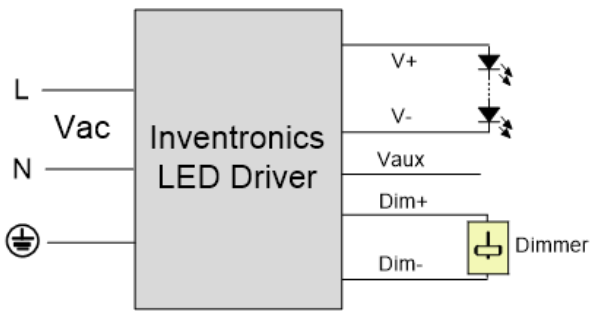 L
Vac
N
Inventronics
LED Driver
V+
V-
Vaux
Dim+
Dim-
Dimmer